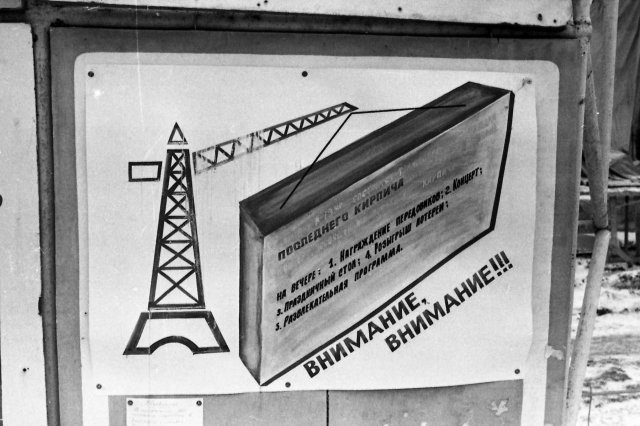 ПОСЛЕДНЕГО КИРПИЧА
НА ВЕЧЕРЕ: 1. НАГРАЖДЕНИЕ ПЕРЕДОВИКОВ; 2. КОНЦЕРТ;
3. ПРАЗДНИЧНЫЙ СТОЛ; 4. РОЗЫГРЫШ ЛОТЕРЕИ;
5. РАЗВЛЕКАТЕЛЬНАЯ ПРОГРАММА.
ВНИМАНИЕ,
ВНИМАНИЕ!!!